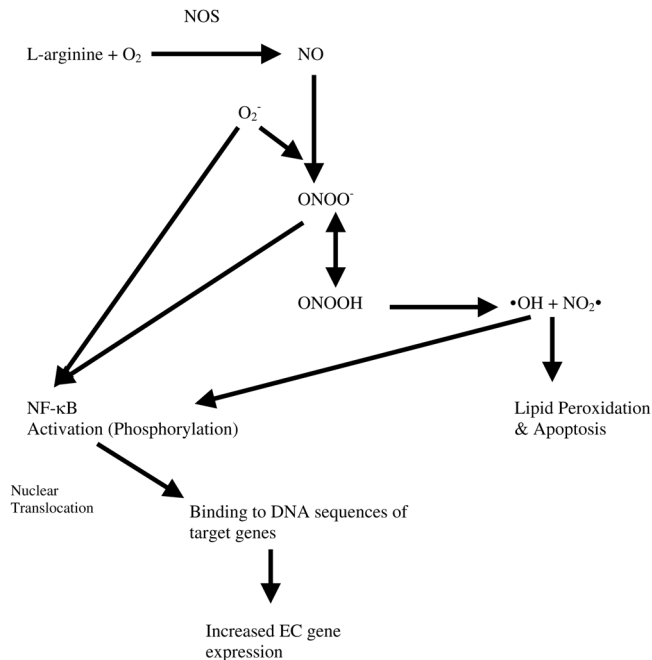 NOS
L-arginine + O₂
NO
O₂⁻
ONOO⁻
ONOOH
•OH + NO₂•
NF-κB
Activation (Phosphorylation)
Lipid Peroxidation
& Apoptosis
Nuclear
Translocation
Binding to DNA sequences of
target genes
Increased EC gene
expression